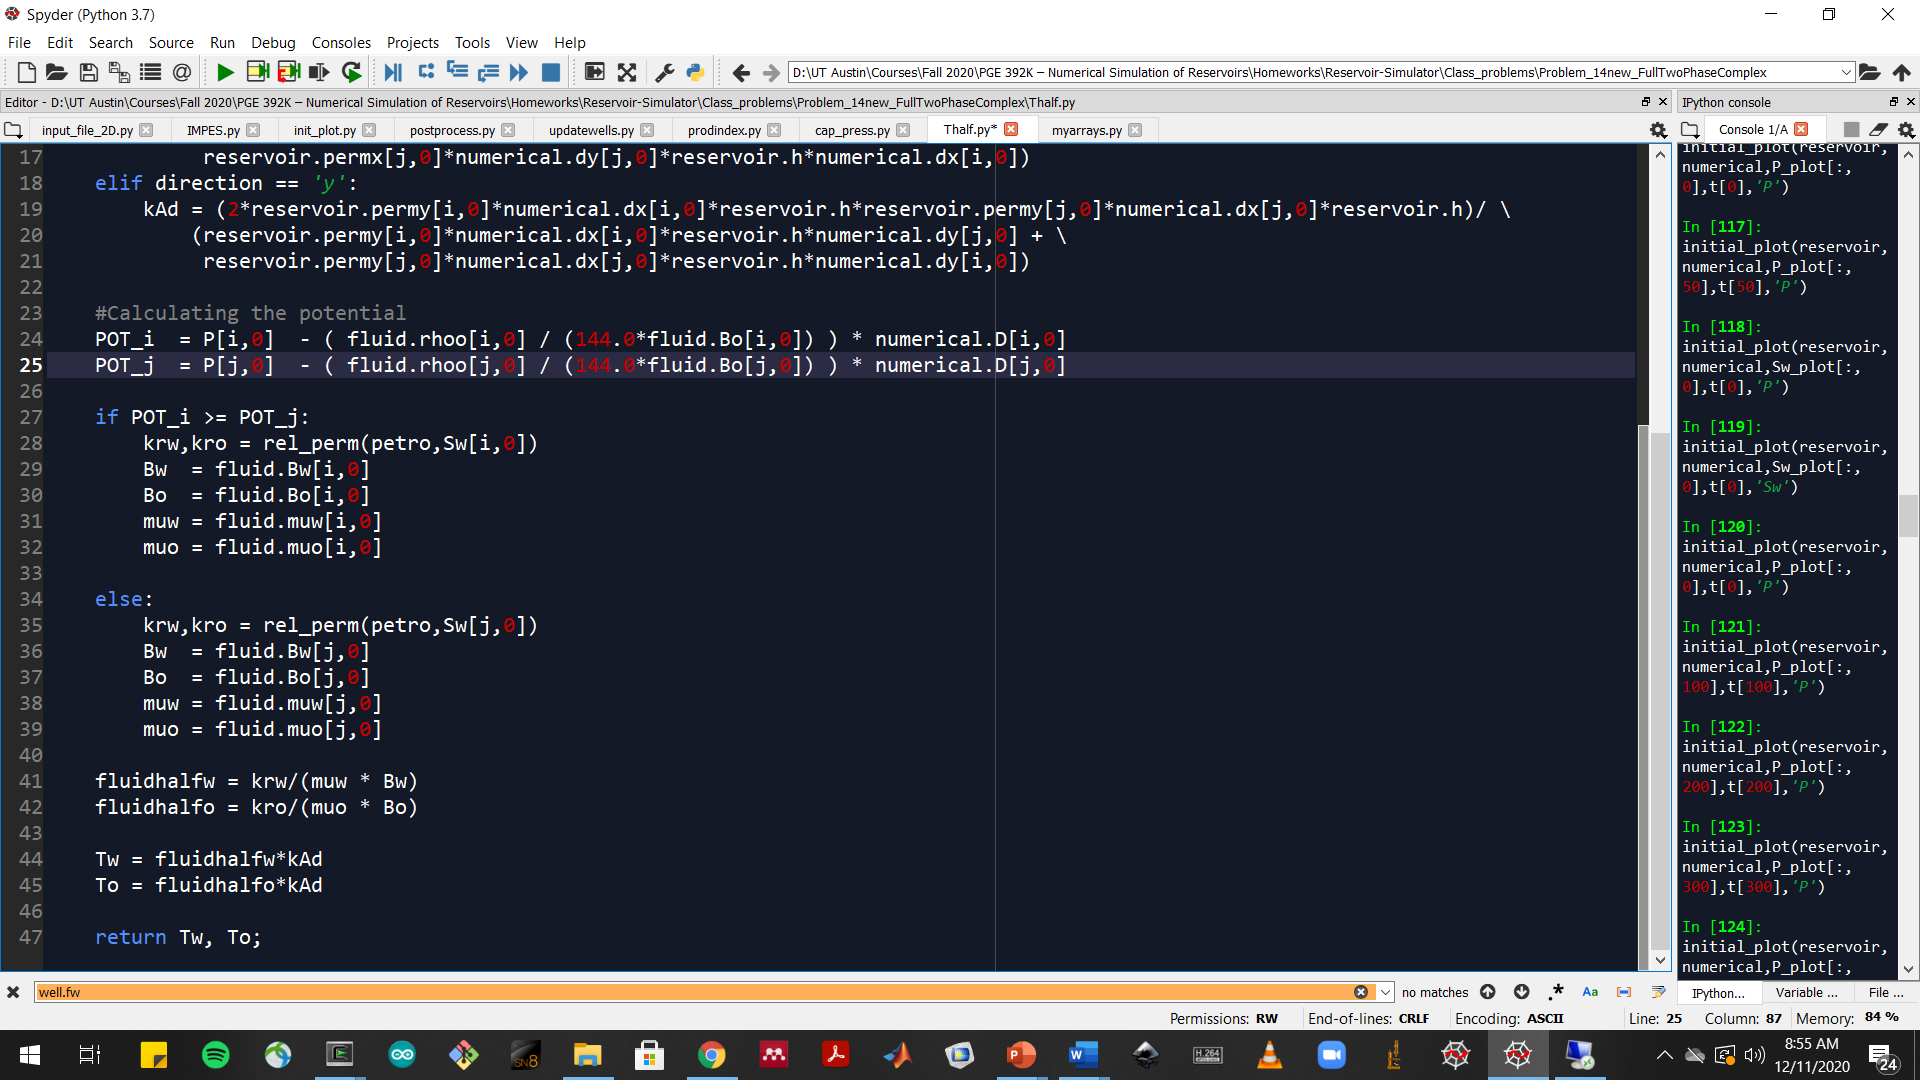 Spyder (Python 3.7)
File Edit Search Source Run Debug Consoles Projects Tools View Help
D:\UT Austin\Courses\Fall 2020\PGE 392K – Numerical Simulation of Reservoirs\Homeworks\Reservoir-Simulator\Class_problems\Problem_14new_FullTwoPhaseComplex
Editor - D:\UT Austin\Courses\Fall 2020\PGE 392K – Numerical Simulation of Reservoirs\Homeworks\Reservoir-Simulator\Class_problems\Problem_14new_FullTwoPhaseComplex\Thalf.py
input_file_2D.py IMPES.py init_plot.py postprocess.py updatewells.py prodindex.py cap_press.py Thalf.py* myarrays.py
17 reservoir.permx[j,0]*numerical.dy[j,0]*reservoir.h*numerical.dx[i,0])
18 elif direction == 'y':
19 kAd = (2*reservoir.permy[i,0]*numerical.dx[i,0]*reservoir.h*reservoir.permy[j,0]*numerical.dx[j,0]*reservoir.h)/ \
20 (reservoir.permy[i,0]*numerical.dx[i,0]*reservoir.h*numerical.dy[j,0] + \
21 reservoir.permy[j,0]*numerical.dx[j,0]*reservoir.h*numerical.dy[i,0])
22
23 #Calculating the potential
24 POT_i = P[i,0] - ( fluid.rhoo[i,0] / (144.0*fluid.Bo[i,0]) ) * numerical.D[i,0]
25 POT_j = P[j,0] - ( fluid.rhoo[j,0] / (144.0*fluid.Bo[j,0]) ) * numerical.D[j,0]
26
27 if POT_i >= POT_j:
28 krw,kro = rel_perm(petro,Sw[i,0])
29 Bw = fluid.Bw[i,0]
30 Bo = fluid.Bo[i,0]
31 muw = fluid.muw[i,0]
32 muo = fluid.muo[i,0]
33
34 else:
35 krw,kro = rel_perm(petro,Sw[j,0])
36 Bw = fluid.Bw[j,0]
37 Bo = fluid.Bo[j,0]
38 muw = fluid.muw[j,0]
39 muo = fluid.muo[j,0]
40
41 fluidhalfw = krw/(muw * Bw)
42 fluidhalfo = kro/(muo * Bo)
43
44 Tw = fluidhalfw*kAd
45 To = fluidhalfo*kAd
46
47 return Tw, To;
well.fw
no matches
.* Aa
Permissions: RW End-of-lines: CRLF Encoding: ASCII Line: 25 Column: 87 Memory: 84 %
IPython console
Console 1/A
initial_plot(reservoir,
numerical,P_plot[:,
0],t[0],'P')
In [117]:
initial_plot(reservoir,
numerical,P_plot[:,
50],t[50],'P')
In [118]:
initial_plot(reservoir,
numerical,Sw_plot[:,
0],t[0],'P')
In [119]:
initial_plot(reservoir,
numerical,Sw_plot[:,
0],t[0],'Sw')
In [120]:
initial_plot(reservoir,
numerical,P_plot[:,
0],t[0],'P')
In [121]:
initial_plot(reservoir,
numerical,P_plot[:,
100],t[100],'P')
In [122]:
initial_plot(reservoir,
numerical,P_plot[:,
200],t[200],'P')
In [123]:
initial_plot(reservoir,
numerical,P_plot[:,
300],t[300],'P')
In [124]:
initial_plot(reservoir,
numerical,P_plot[:,
IPython... Variable ... File ...
SN8
H.264
8:55 AM
12/11/2020
24